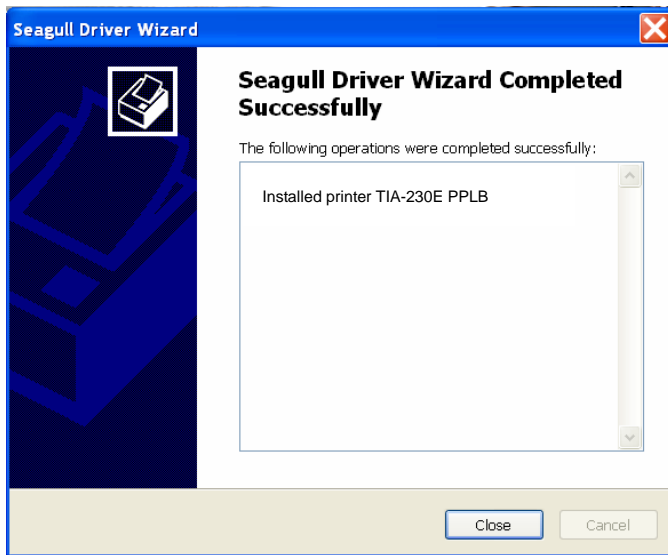 Seagull Driver Wizard
Seagull Driver Wizard Completed
Successfully
The following operations were completed successfully:
Installed printer TIA-230E PPLB
Close
Cancel